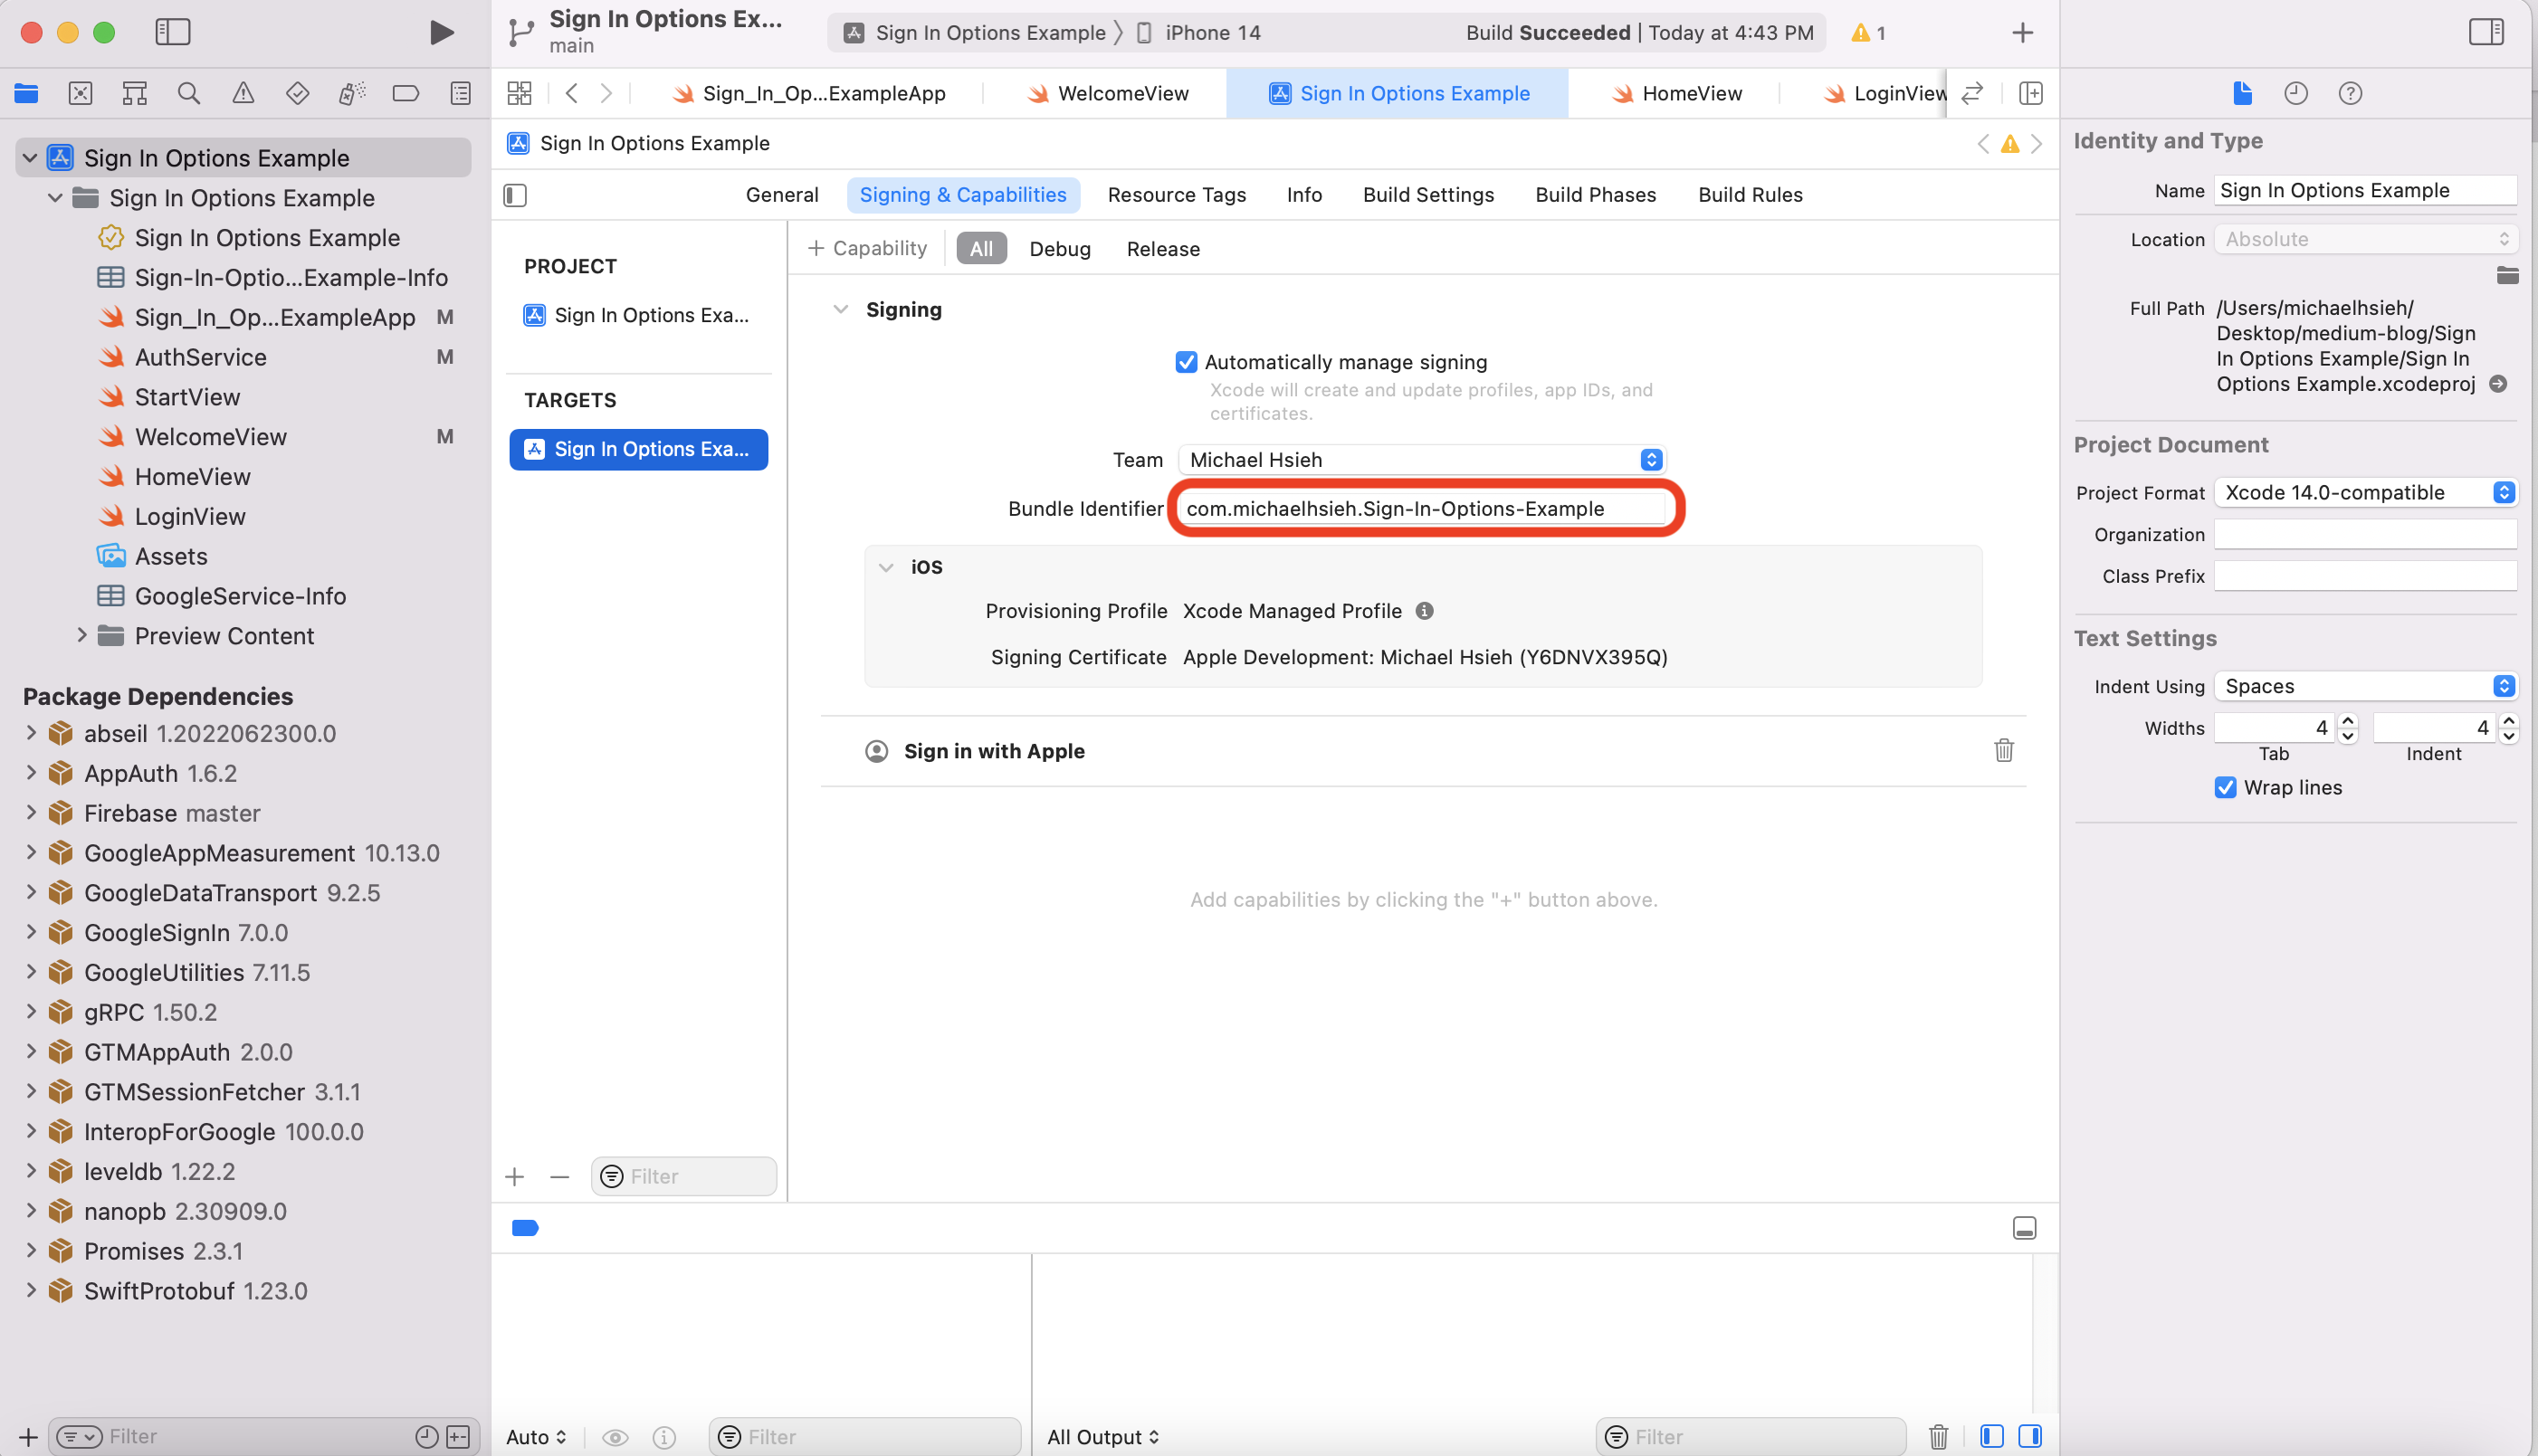 Sign In Options Ex...
main
Sign In Options Example
iPhone 14
Build Succeeded | Today at 4:43 PM
1
Sign_In_Op...ExampleApp
WelcomeView
Sign In Options Example
HomeView
LoginView
Sign In Options Example
Sign In Options Example
Sign In Options Example
Sign-In-Optio...Example-Info
Sign_In_Op...ExampleApp M
AuthService M
StartView
WelcomeView M
HomeView
LoginView
Assets
GoogleService-Info
Preview Content
Package Dependencies
abseil 1.2022062300.0
AppAuth 1.6.2
Firebase master
GoogleAppMeasurement 10.13.0
GoogleDataTransport 9.2.5
GoogleSignIn 7.0.0
GoogleUtilities 7.11.5
gRPC 1.50.2
GTMAppAuth 2.0.0
GTMSessionFetcher 3.1.1
InteropForGoogle 100.0.0
leveldb 1.22.2
nanopb 2.30909.0
Promises 2.3.1
SwiftProtobuf 1.23.0
Filter
Sign In Options Example
General
Signing & Capabilities
Resource Tags
Info
Build Settings
Build Phases
Build Rules
PROJECT
Sign In Options Exa...
TARGETS
Sign In Options Exa...
Filter
+ Capability
All
Debug
Release
Signing
Automatically manage signing
Xcode will create and update profiles, app IDs, and
certificates.
Team Michael Hsieh
Bundle Identifier com.michaelhsieh.Sign-In-Options-Example
iOS
Provisioning Profile Xcode Managed Profile
Signing Certificate Apple Development: Michael Hsieh (Y6DNVX395Q)
Sign in with Apple
Add capabilities by clicking the "+" button above.
Auto
Filter
All Output
Filter
Identity and Type
Name Sign In Options Example
Location Absolute
Full Path /Users/michaelhsieh/
Desktop/medium-blog/Sign
In Options Example/Sign In
Options Example.xcodeproj
Project Document
Project Format Xcode 14.0-compatible
Organization
Class Prefix
Text Settings
Indent Using Spaces
Widths 4 4
Tab Indent
Wrap lines